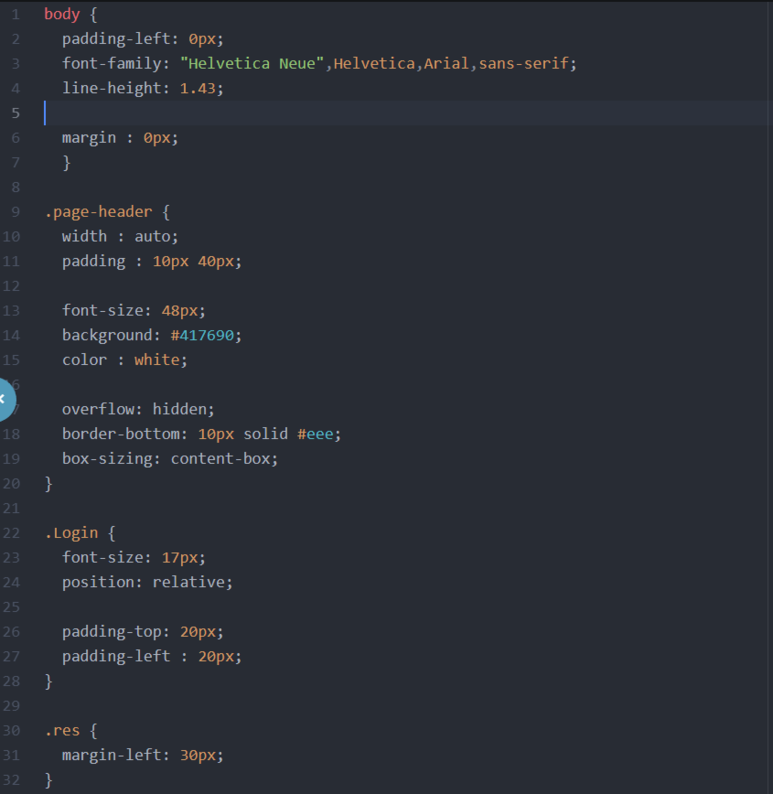 1 body {
2 padding-left: 0px;
3 font-family: "Helvetica Neue",Helvetica,Arial,sans-serif;
4 line-height: 1.43;
5
6 margin : 0px;
7 }
8
9 .page-header {
10 width : auto;
11 padding : 10px 40px;
12
13 font-size: 48px;
14 background: #417690;
15 color : white;
16
17 overflow: hidden;
18 border-bottom: 10px solid #eee;
19 box-sizing: content-box;
20 }
21
22 .Login {
23 font-size: 17px;
24 position: relative;
25
26 padding-top: 20px;
27 padding-left : 20px;
28 }
29
30 .res {
31 margin-left: 30px;
32 }